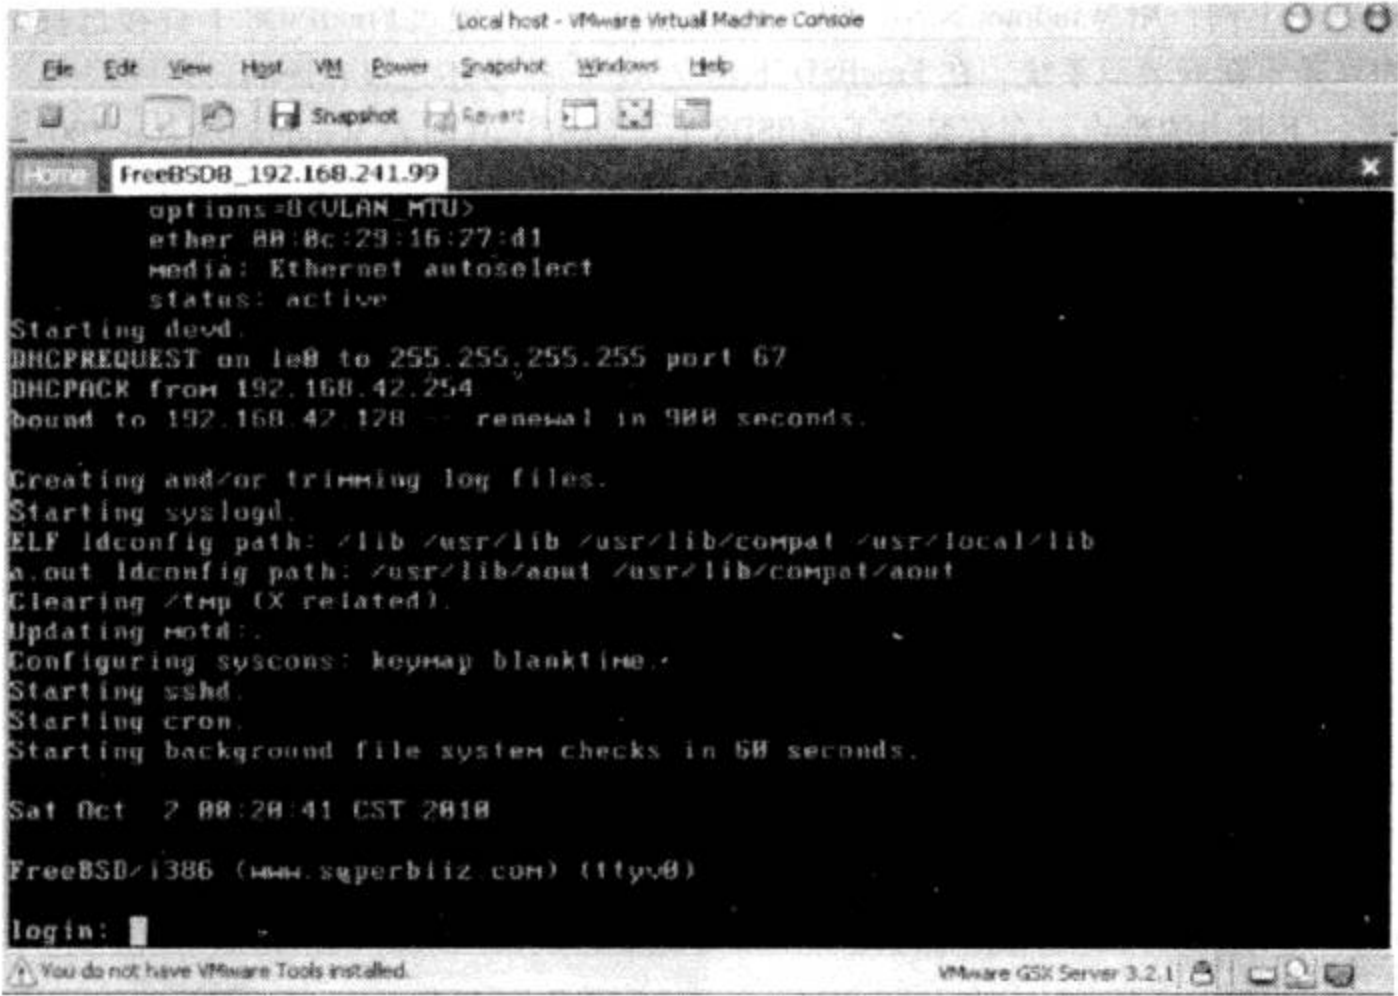 Local host - VMware Virtual Machine Console
File Edit View Host VM Power Snapshot Windows Help
Snapshot Revert
Home FreeBSD8_192.168.241.99
options=8<VLAN_MTU>
ether 00:0c:29:16:27:d1
media: Ethernet autoselect
status: active
Starting devd.
DHCPREQUEST on le0 to 255.255.255.255 port 67
DHCPACK from 192.168.42.254
bound to 192.168.42.128 -- renewal in 900 seconds.
Creating and/or trimming log files.
Starting syslogd.
ELF ldconfig path: /lib /usr/lib /usr/lib/compat /usr/local/lib
a.out ldconfig path: /usr/lib/aout /usr/lib/compat/aout
Clearing /tmp (X related).
Updating motd:.
Configuring syscons: keymap blanktime.
Starting sshd.
Starting cron.
Starting background file system checks in 60 seconds.
Sat Oct 2 00:20:41 CST 2010
FreeBSD/i386 (www.superbiiz.com) (ttyv0)
login:
You do not have VMware Tools installed.
VMware GSX Server 3.2.1